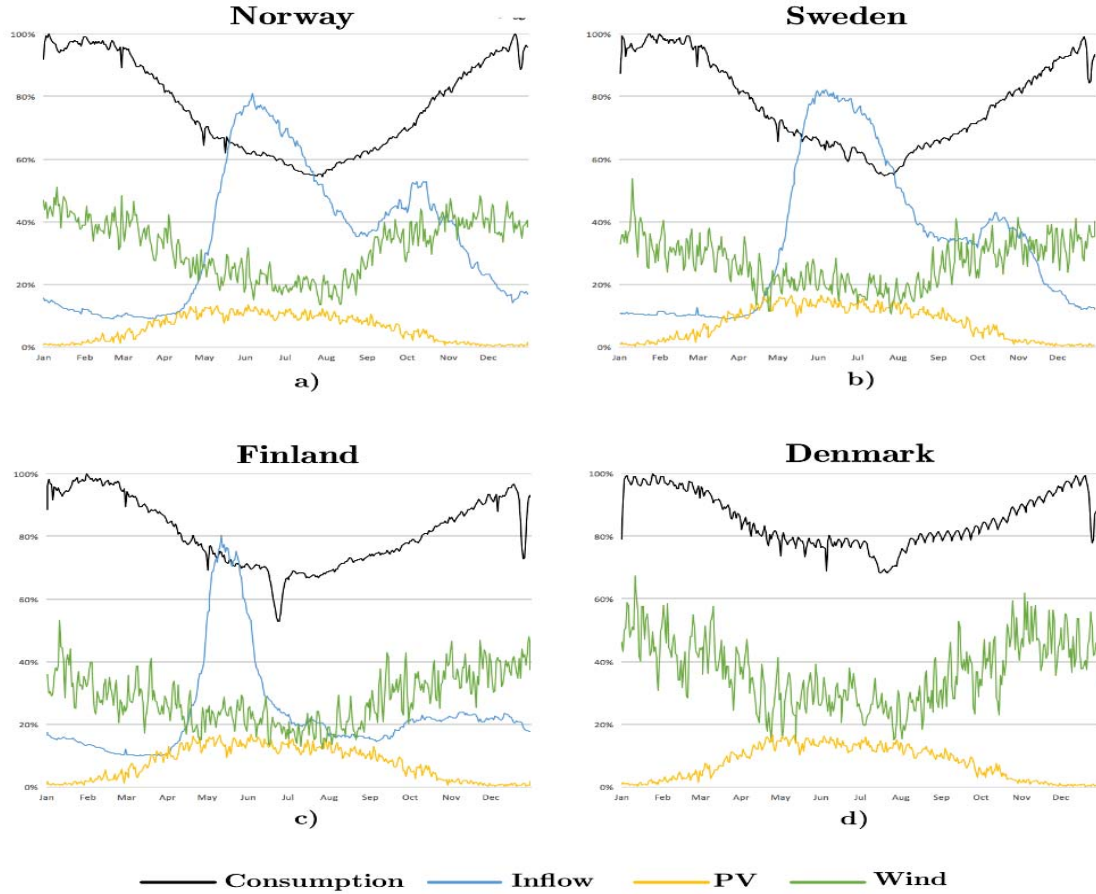 Norway
100%
80%
60%
40%
20%
0%
Jan Feb Mar Apr May Jun Jul Aug Sep Oct Nov Dec
a)
Sweden
100%
80%
60%
40%
20%
0%
Jan Feb Mar Apr May Jun Jul Aug Sep Oct Nov Dec
b)
Finland
100%
80%
60%
40%
20%
0%
Jan Feb Mar Apr May Jun Jul Aug Sep Oct Nov Dec
c)
Denmark
100%
80%
60%
40%
20%
0%
Jan Feb Mar Apr May Jun Jul Aug Sep Oct Nov Dec
d)
Consumption Inflow PV Wind